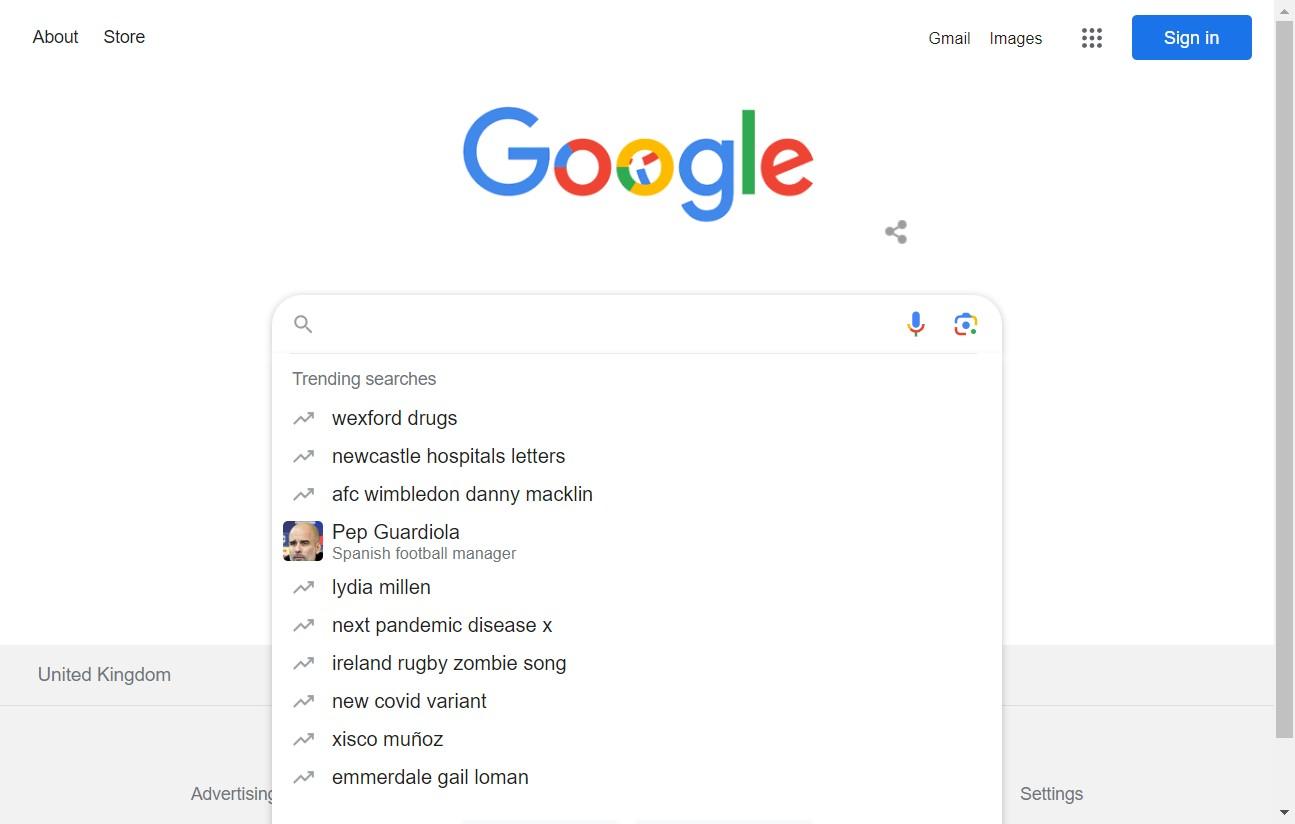 About Store Gmail Images Sign in
Google
Trending searches
wexford drugs
newcastle hospitals letters
afc wimbledon danny macklin
Pep Guardiola
Spanish football manager
lydia millen
next pandemic disease x
ireland rugby zombie song
new covid variant
xisco muñoz
emmerdale gail loman
United Kingdom
Advertising Settings